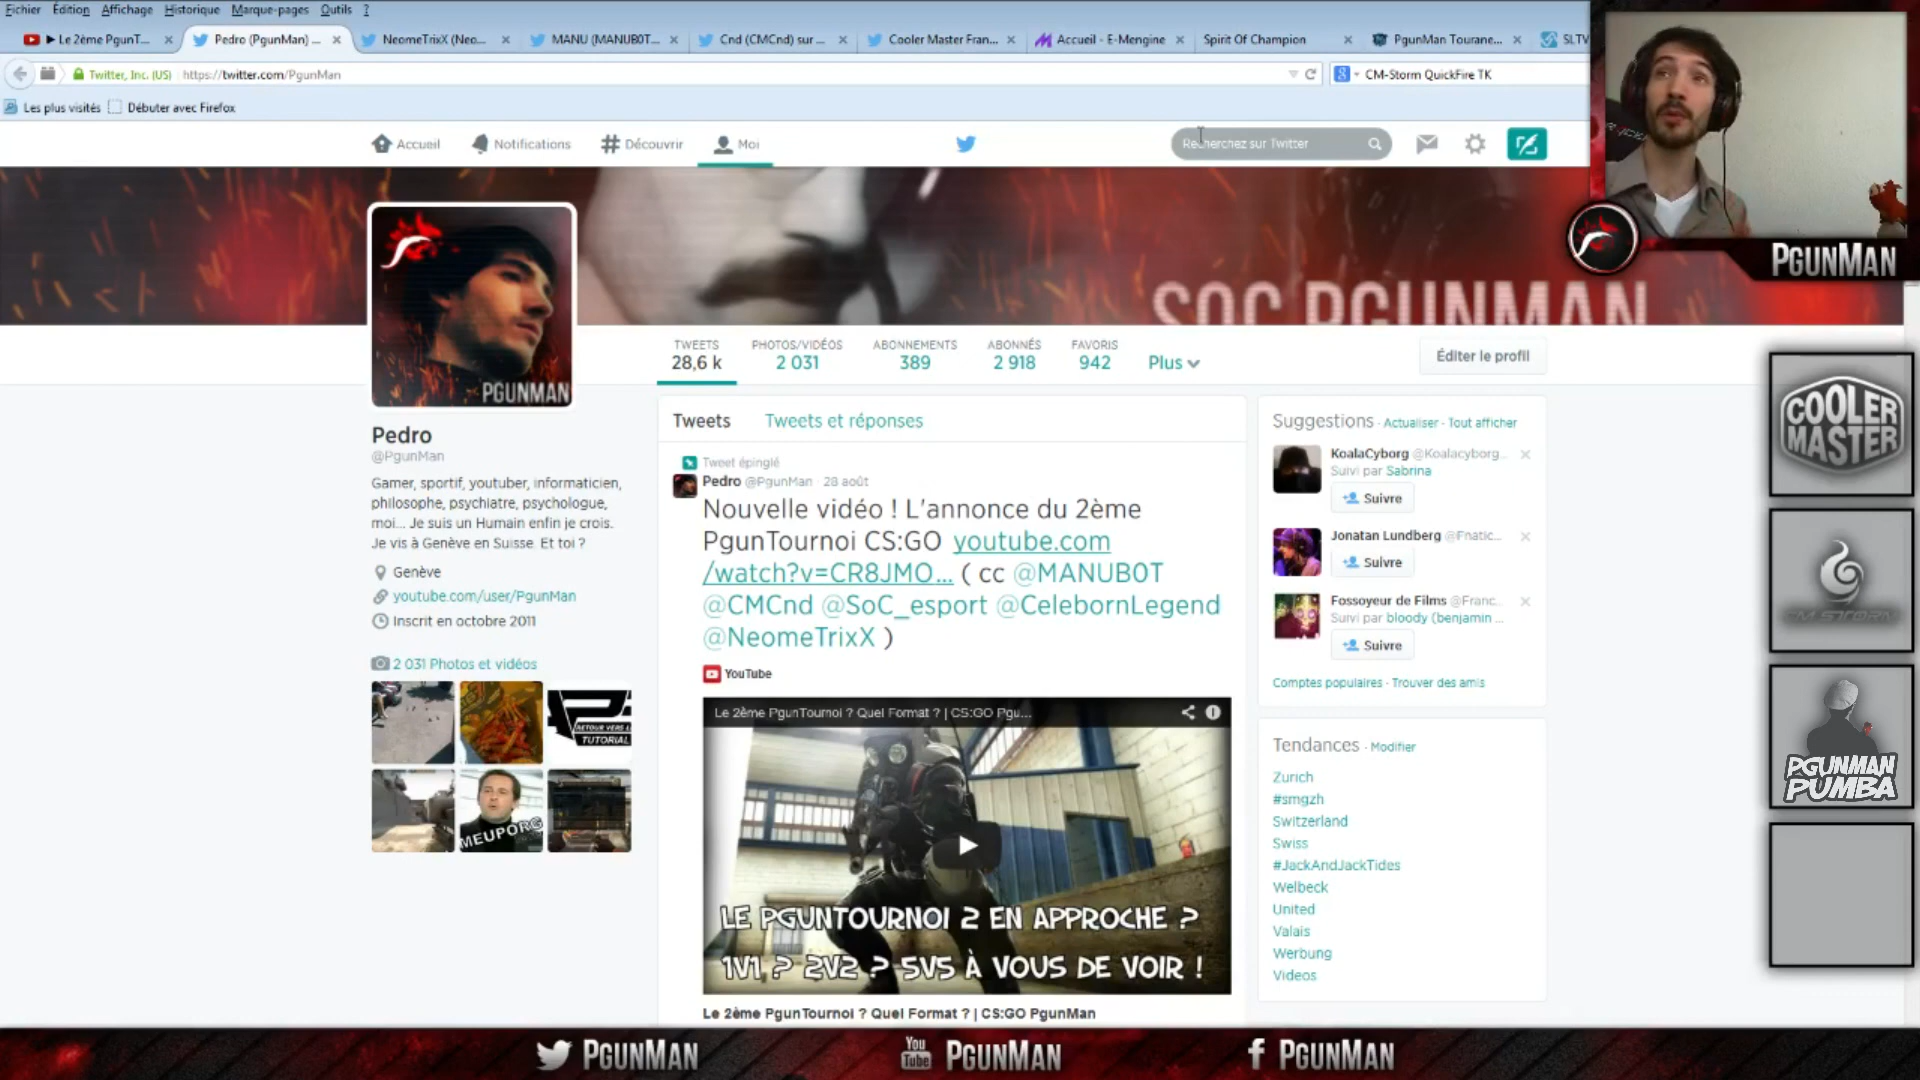 Fichier Édition Affichage Historique Marque-pages Outils ?
Le 2ème PgunT... × Pedro (PgunMan) ... × NeomeTrixX (Neo... × MANU (MANUB0T... × Cnd (CMCnd) sur ... × Cooler Master Fran... × Accueil - E-Mengine × Spirit Of Champion × PgunMan Tourane... × SLTV
Twitter, Inc. (US) https://twitter.com/PgunMan
CM-Storm QuickFire TK
Les plus visités Débuter avec Firefox
Accueil Notifications Découvrir Moi
Recherchez sur Twitter
PGUNMAN
SOC PGUNMAN
TWEETS PHOTOS/VIDÉOS ABONNEMENTS ABONNÉS FAVORIS
28,6 k 2 031 389 2 918 942 Plus
Éditer le profil
PGUNMAN
Pedro
@PgunMan
Gamer, sportif, youtuber, informaticien,
philosophe, psychiatre, psychologue,
moi... Je suis un Humain enfin je crois.
Je vis à Genève en Suisse. Et toi ?
Genève
youtube.com/user/PgunMan
Inscrit en octobre 2011
2 031 Photos et vidéos
RETOUR VERS L
TUTORIAL
MEUPORG
Tweets Tweets et réponses
Tweet épinglé
Pedro @PgunMan · 28 août
Nouvelle vidéo ! L'annonce du 2ème
PgunTournoi CS:GO youtube.com
/watch?v=CR8JMO... ( cc @MANUB0T
@CMCnd @SoC_esport @CelebornLegend
@NeomeTrixX )
YouTube
Le 2ème PgunTournoi ? Quel Format ? | CS:GO Pgu...
LE PGUNTOURNOI 2 EN APPROCHE ?
1V1 ? 2V2 ? 5V5 À VOUS DE VOIR !
Le 2ème PgunTournoi ? Quel Format ? | CS:GO PgunMan
Suggestions · Actualiser · Tout afficher
KoalaCyborg @Koalacyborg...
Suivi par Sabrina
Suivre
Jonatan Lundberg @Fnatic...
Suivre
Fossoyeur de Films @Franc...
Suivi par bloody (benjamin ...
Suivre
Comptes populaires · Trouver des amis
Tendances · Modifier
Zurich
#smgzh
Switzerland
Swiss
#JackAndJackTides
Welbeck
United
Valais
Werbung
Videos
COOLER
MASTER
CM STORM
PGUNMAN
PUMBA
PGUNMAN
You
Tube
PGUNMAN
PGUNMAN